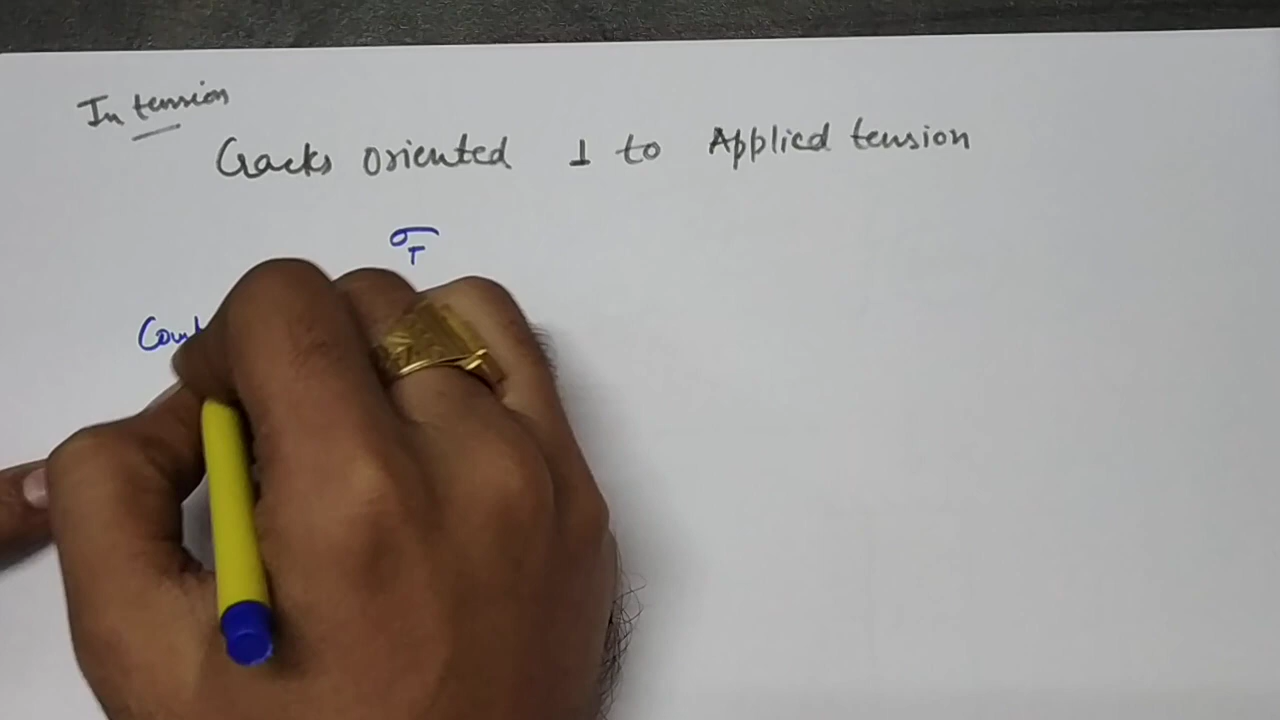 In tension
Cracks oriented ⊥ to Applied tension
σT